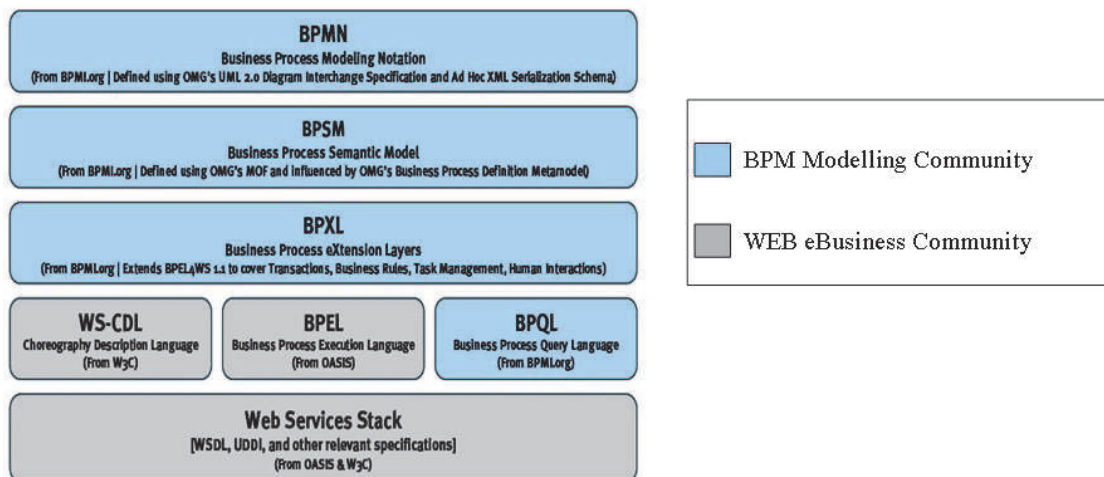 BPMN
Business Process Modeling Notation
(From BPMI.org | Defined using OMG's UML 2.0 Diagram Interchange Specification and Ad Hoc XML Serialization Schema)
BPSM
Business Process Semantic Model
(From BPMI.org | Defined using OMG's MOF and influenced by OMG's Business Process Definition Metamodel)
BPXL
Business Process eXtension Layers
(From BPMI.org | Extends BPEL4WS 1.1 to cover Transactions, Business Rules, Task Management, Human Interactions)
WS-CDL
Choreography Description Language
(From W3C)
BPEL
Business Process Execution Language
(From OASIS)
BPQL
Business Process Query Language
(From BPMI.org)
Web Services Stack
[WSDL, UDDI, and other relevant specifications]
(From OASIS & W3C)
BPM Modelling Community
WEB eBusiness Community